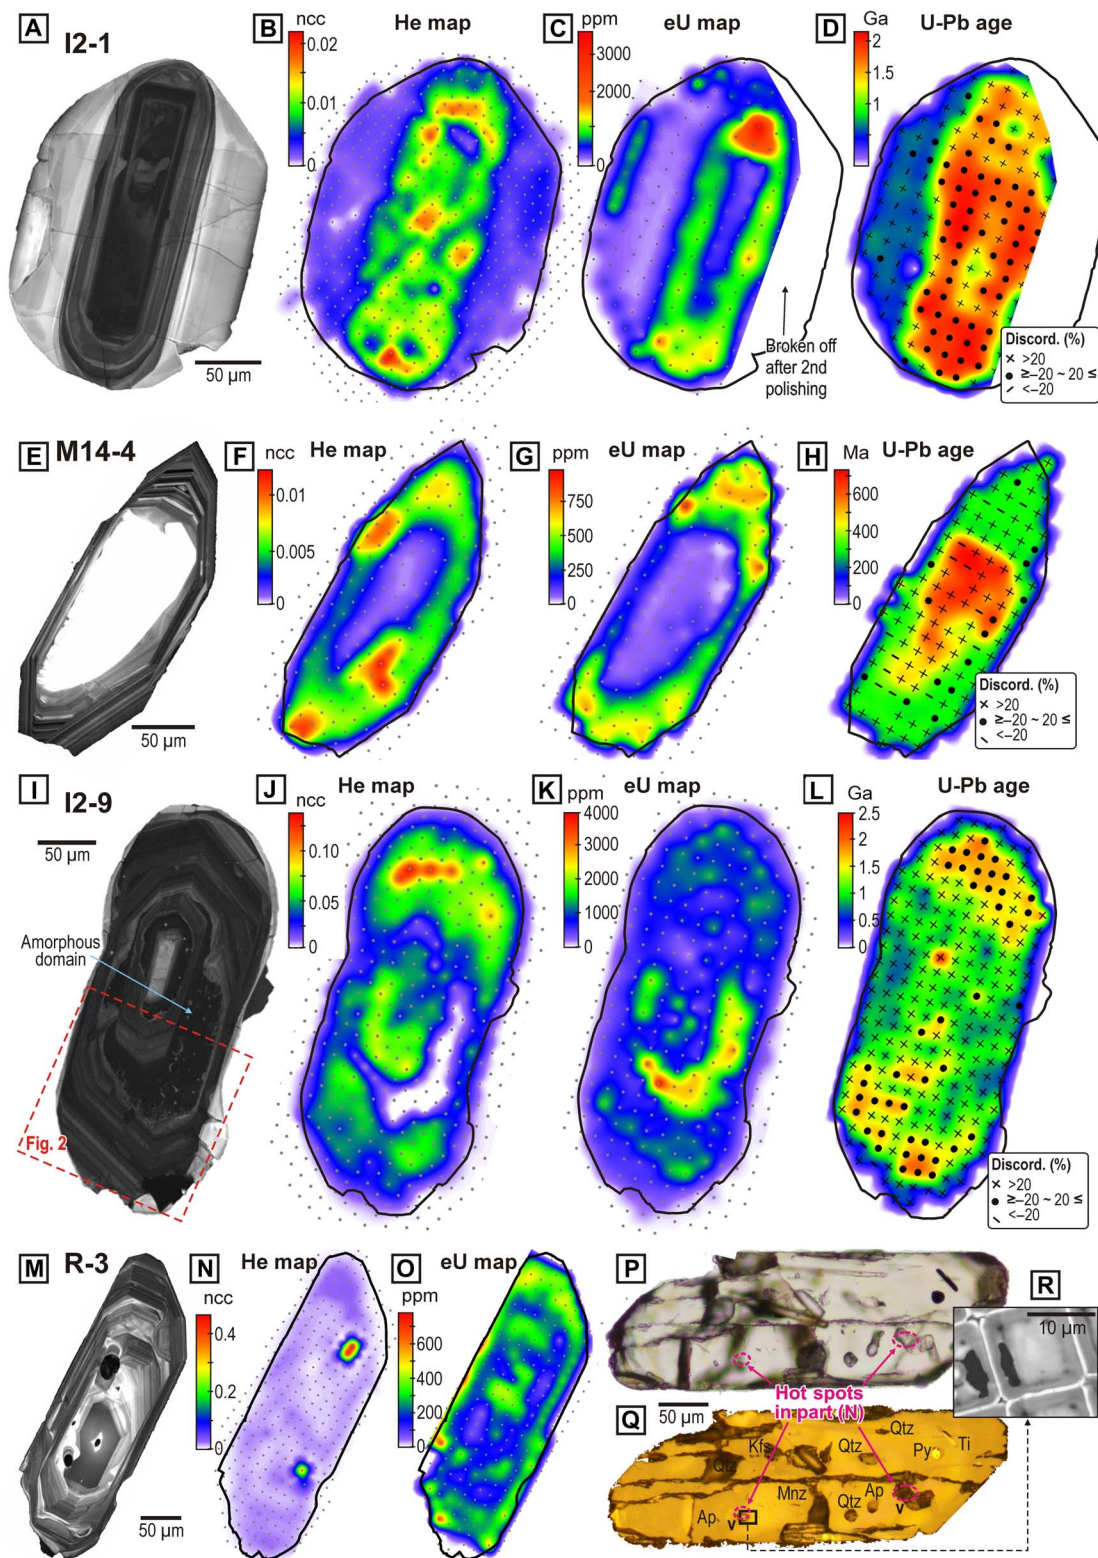 A I2-1
50 µm
B He map
ncc
0.02
0.01
0
C eU map
ppm
3000
2000
1000
0
Broken off
after 2nd
polishing
D U-Pb age
Ga
2
1.5
1
0.5
0
Discord. (%)
× >20
● ≥–20 ~ 20 ≤
\ <–20
E M14-4
50 µm
F He map
ncc
0.01
0.005
0
G eU map
ppm
750
500
250
0
H U-Pb age
Ma
600
400
200
0
Discord. (%)
× >20
● ≥–20 ~ 20 ≤
\ <–20
I I2-9
50 µm
Amorphous
domain
Fig. 2
J He map
ncc
0.10
0.05
0
K eU map
ppm
4000
3000
2000
1000
0
L U-Pb age
Ga
2.5
2
1.5
1
0.5
0
Discord. (%)
× >20
● ≥–20 ~ 20 ≤
\ <–20
M R-3
50 µm
N He map
ncc
0.4
0.3
0.2
0.1
0
O eU map
ppm
600
400
200
0
P
Hot spots
in part (N)
50 µm
Q
Qtz
Kfs
Qtz
Qtz
Py
Ti
Mnz
Ap
Qtz
Ap
v
v
R
10 µm